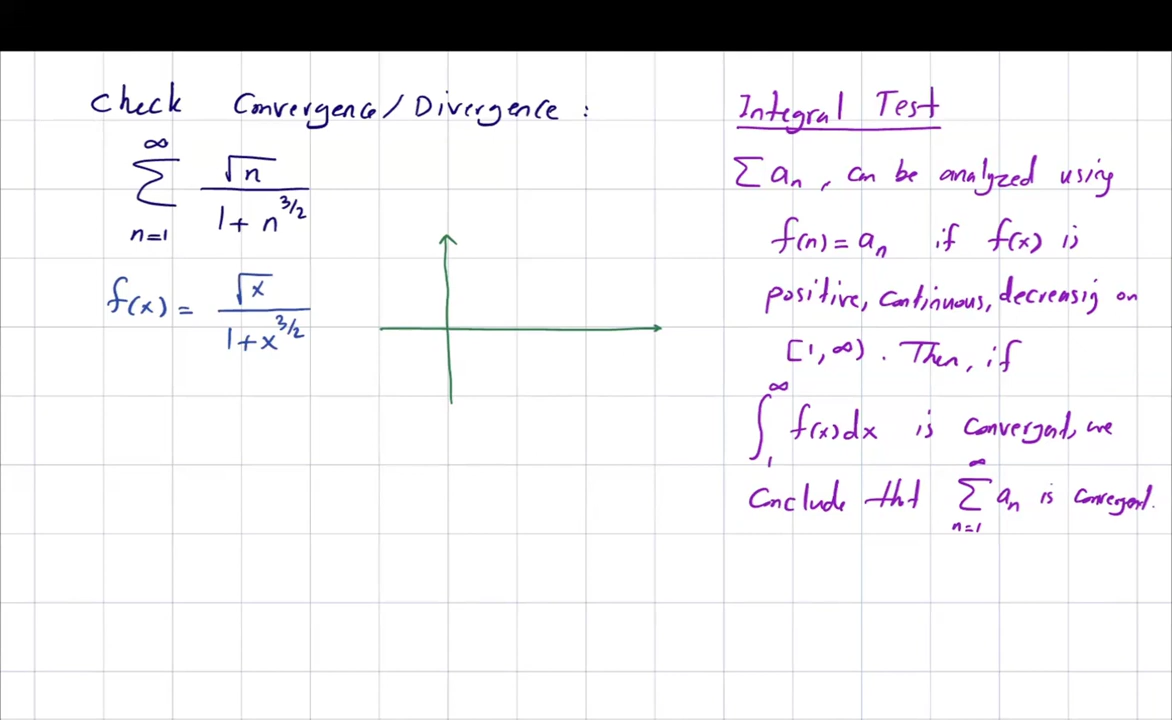 Check Convergence/Divergence :
∞
∑ √n / (1 + n^3/2)
n=1
f(x) = √x / (1+x^3/2)
Integral Test
∑ aₙ, can be analyzed using
f(n) = aₙ if f(x) is
positive, continuous, decreasig on
[1, ∞). Then, if
∫₁^∞ f(x)dx is convergent, we
conclude that ∑_{n=1}^∞ aₙ is convergent.